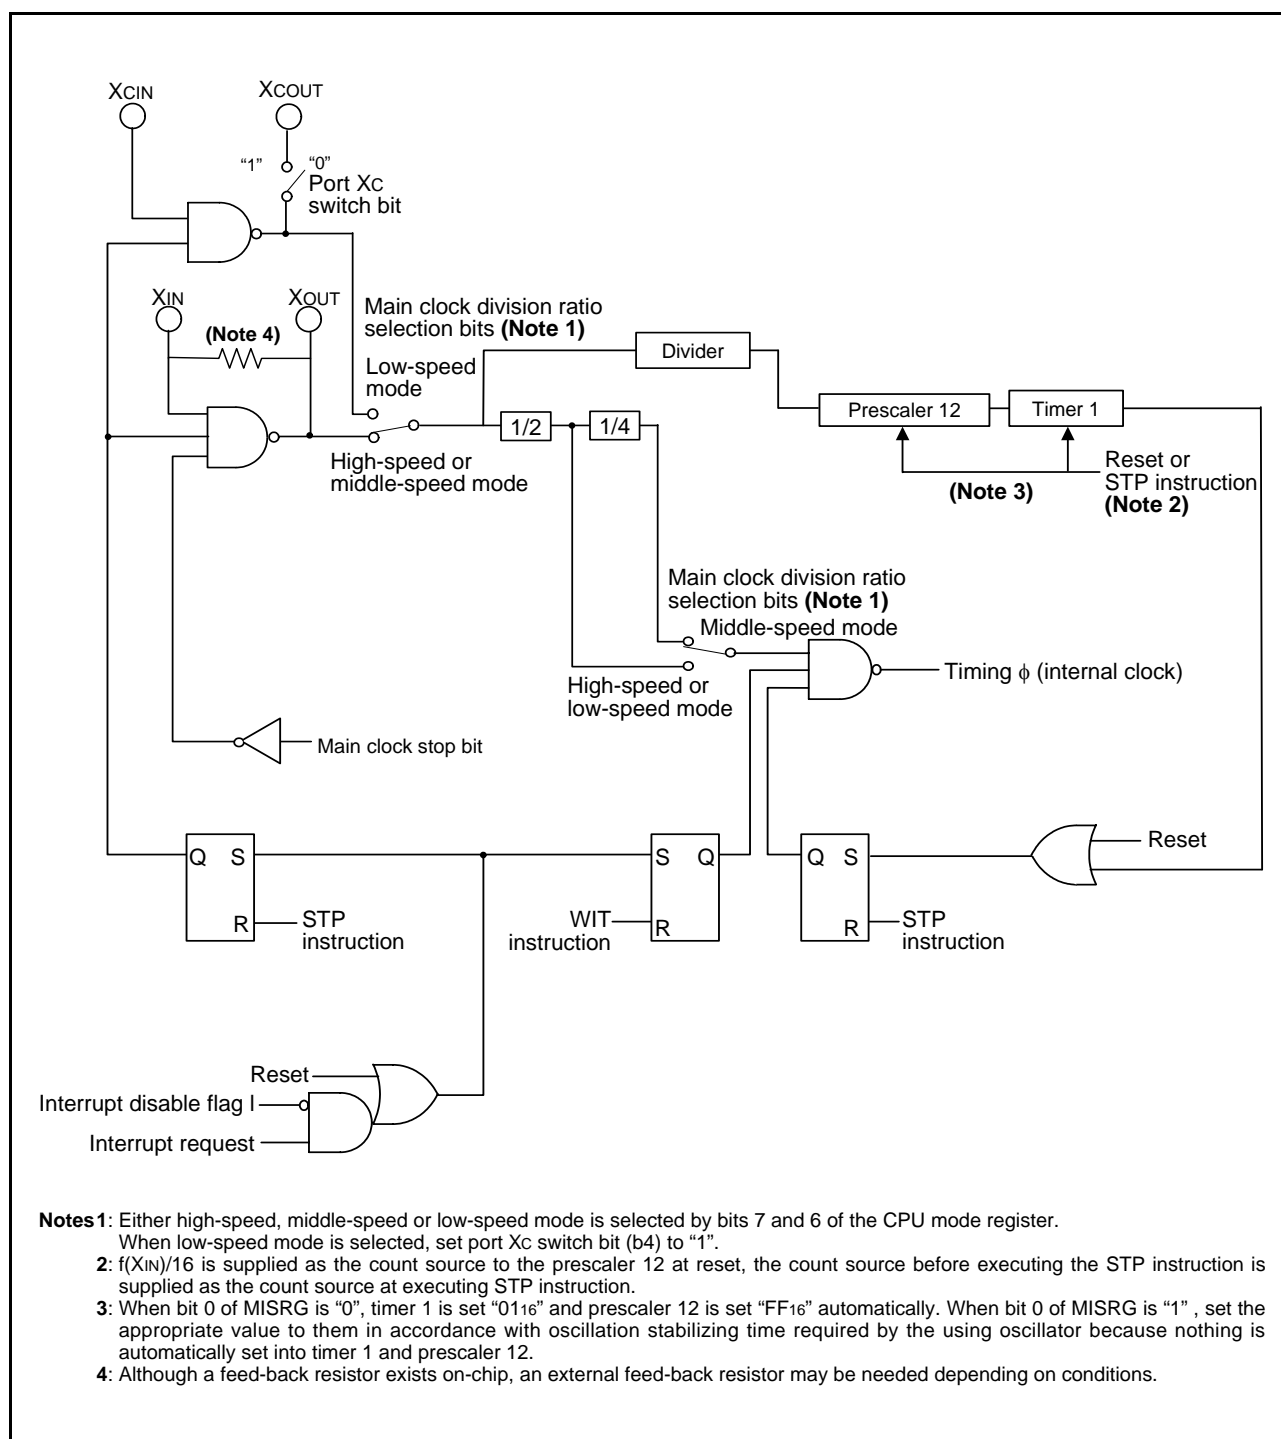 XCIN
XCOUT
“1”
“0”
Port XC
switch bit
XIN
XOUT
(Note 4)
Main clock division ratio
selection bits (Note 1)
Low-speed
mode
Divider
Prescaler 12
Timer 1
1/2
1/4
High-speed or
middle-speed mode
Reset or
STP instruction
(Note 2)
(Note 3)
Main clock division ratio
selection bits (Note 1)
Middle-speed mode
Timing ϕ (internal clock)
High-speed or
low-speed mode
Main clock stop bit
Reset
Q S
S Q
Q S
R
STP
instruction
WIT
instruction
R
R
STP
instruction
Reset
Interrupt disable flag I
Interrupt request
Notes 1: Either high-speed, middle-speed or low-speed mode is selected by bits 7 and 6 of the CPU mode register.
When low-speed mode is selected, set port XC switch bit (b4) to “1”.
2: f(XIN)/16 is supplied as the count source to the prescaler 12 at reset, the count source before executing the STP instruction is
supplied as the count source at executing STP instruction.
3: When bit 0 of MISRG is “0”, timer 1 is set “0116” and prescaler 12 is set “FF16” automatically. When bit 0 of MISRG is “1” , set the
appropriate value to them in accordance with oscillation stabilizing time required by the using oscillator because nothing is
automatically set into timer 1 and prescaler 12.
4: Although a feed-back resistor exists on-chip, an external feed-back resistor may be needed depending on conditions.